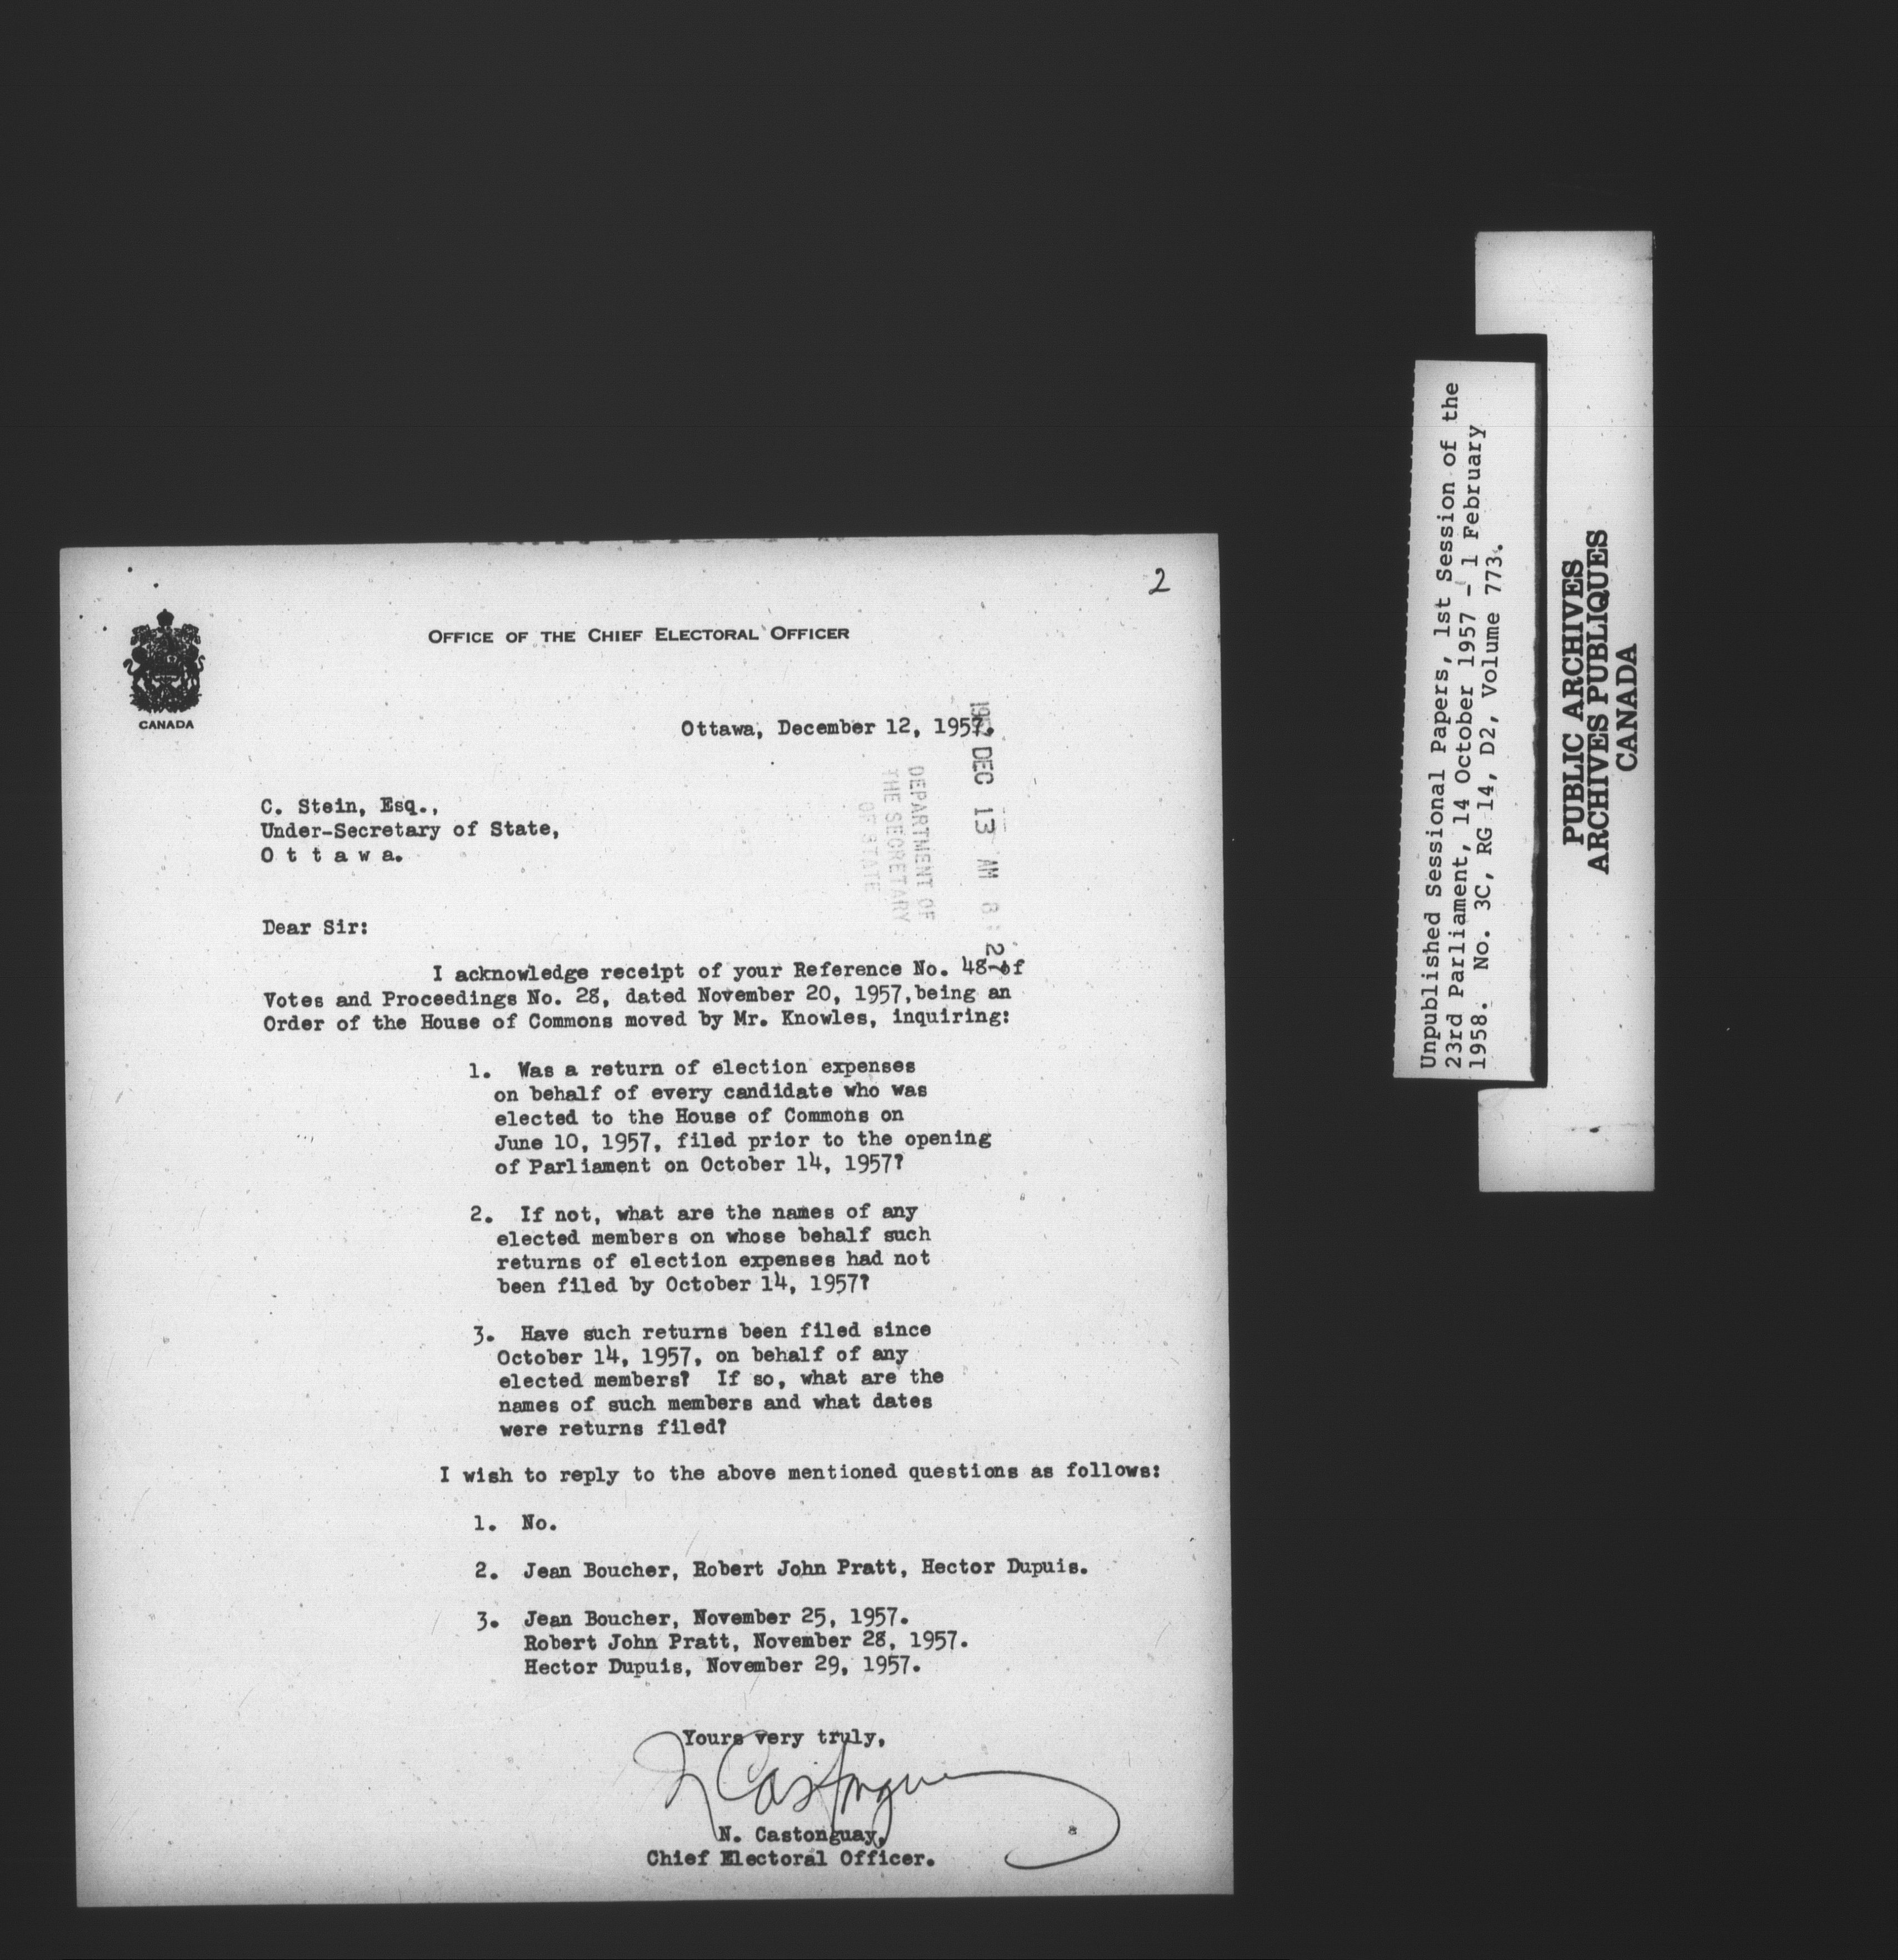 2
OFFICE OF THE CHIEF ELECTORAL OFFICER
CANADA
Ottawa, December 12, 1957.
1957 DEC 13 AM 8: 27
DEPARTMENT OF
THE SECRETARY
OF STATE
C. Stein, Esq.,
Under-Secretary of State,
O t t a w a.
Dear Sir:
I acknowledge receipt of your Reference No. 48 of
Votes and Proceedings No. 28, dated November 20, 1957, being an
Order of the House of Commons moved by Mr. Knowles, inquiring:
1. Was a return of election expenses
on behalf of every candidate who was
elected to the House of Commons on
June 10, 1957, filed prior to the opening
of Parliament on October 14, 1957?
2. If not, what are the names of any
elected members on whose behalf such
returns of election expenses had not
been filed by October 14, 1957?
3. Have such returns been filed since
October 14, 1957, on behalf of any
elected members? If so, what are the
names of such members and what dates
were returns filed?
I wish to reply to the above mentioned questions as follows:
1. No.
2. Jean Boucher, Robert John Pratt, Hector Dupuis.
3. Jean Boucher, November 25, 1957.
Robert John Pratt, November 28, 1957.
Hector Dupuis, November 29, 1957.
Yours very truly,
N Castonguay
N. Castonguay,
Chief Electoral Officer.
Unpublished Sessional Papers, 1st Session of the
23rd Parliament, 14 October 1957 - 1 February
1958. No. 3C, RG 14, D2, Volume 773.
PUBLIC ARCHIVES
ARCHIVES PUBLIQUES
CANADA